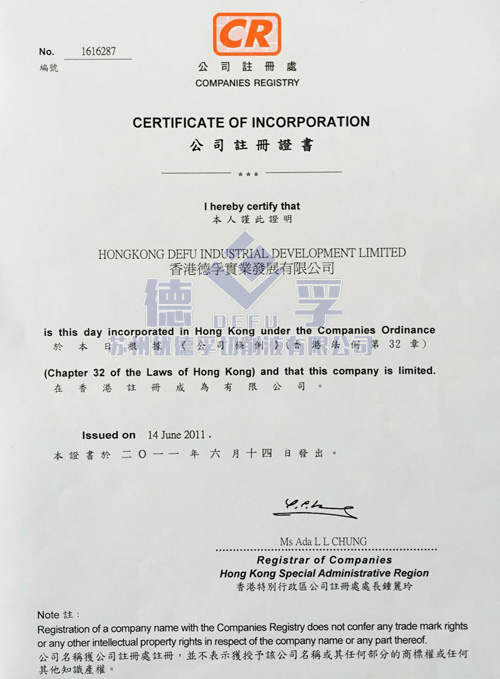 CR
No. 1616287
編號
公司註冊處
COMPANIES REGISTRY
CERTIFICATE OF INCORPORATION
公司註冊證書
***
I hereby certify that
本人謹此證明
HONGKONG DEFU INDUSTRIAL DEVELOPMENT LIMITED
香港德孚實業發展有限公司
德孚
DEFU
is this day incorporated in Hong Kong under the Companies Ordinance
於本日根據《公司條例》(香港法例第32章)
(Chapter 32 of the Laws of Hong Kong) and that this company is limited.
在香港註冊成為有限公司。
Issued on 14 June 2011.
本證書於二〇一一年六月十四日發出。
Ms Ada L L CHUNG
Registrar of Companies
Hong Kong Special Administrative Region
香港特別行政區公司註冊處處長鍾麗玲
Note 註:
Registration of a company name with the Companies Registry does not confer any trade mark rights
or any other intellectual property rights in respect of the company name or any part thereof.
公司名稱獲公司註冊處註冊,並不表示獲授予該公司名稱或其任何部分的商標權或任何
其他知識產權。